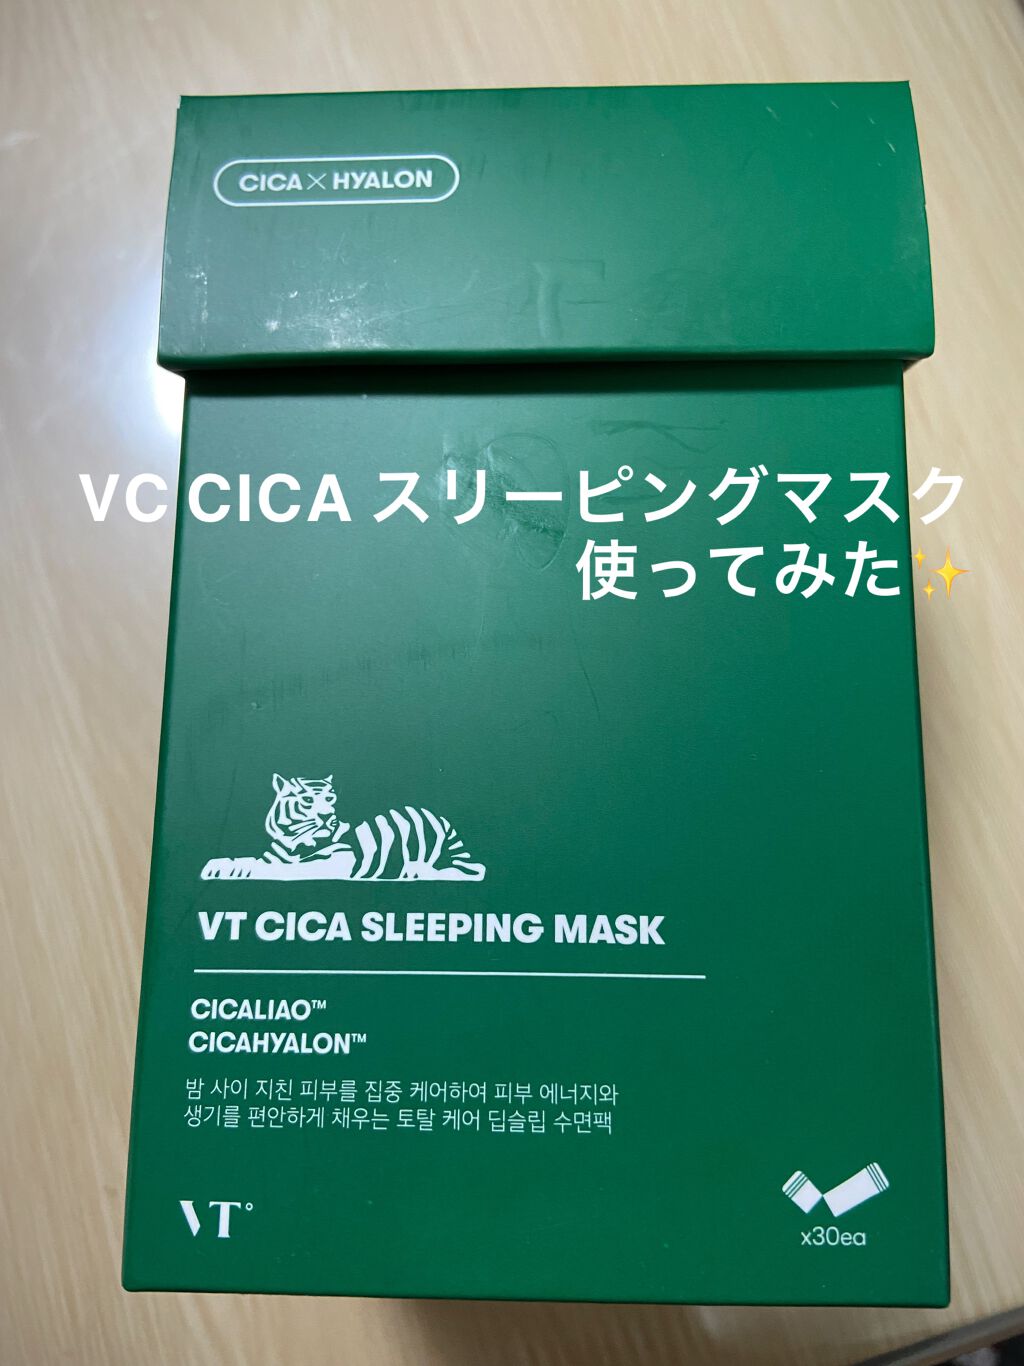 CICA×HYALON
VC CICA スリーピングマスク
使ってみた✨
VT CICA SLEEPING MASK
CICALIAO™
CICAHYALON™
밤 사이 지친 피부를 집중 케어하여 피부 에너지와
생기를 편안하게 채우는 토탈 케어 딥슬립 수면팩
VT°
x30ea